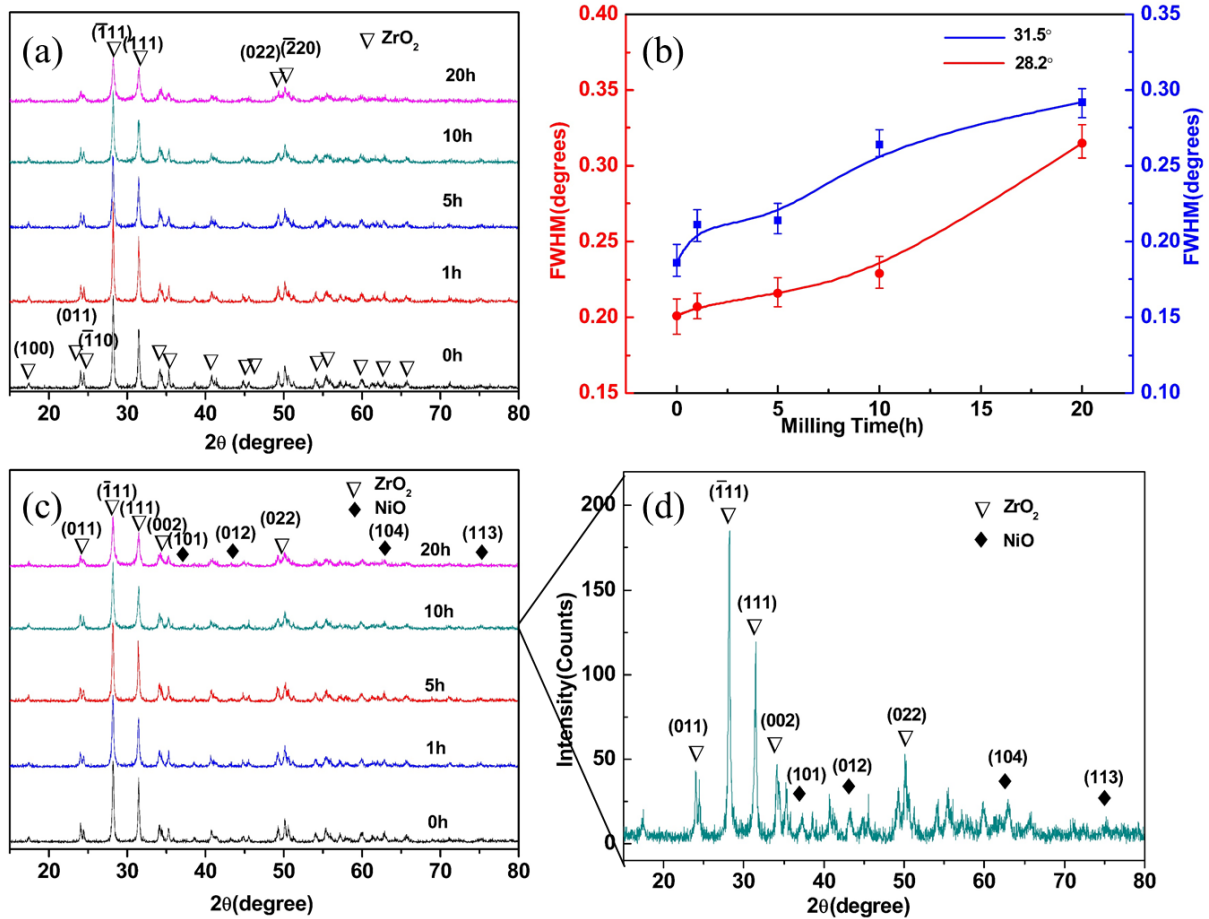 (a)
(1̅11)
(111)
(022)
(2̅20)
▽ ZrO₂
20h
10h
5h
1h
0h
(100)
(011)
(1̅10)
10 20 30 40 50 60 70 80
2θ (degree)
(b)
31.5°
28.2°
0.40
0.35
0.30
0.25
0.20
0.15
FWHM(degrees)
0 5 10 15 20
Milling Time(h)
0.35
0.30
0.25
0.20
0.15
0.10
FWHM(degrees)
(c)
▽ ZrO₂
◆ NiO
(011)
(1̅11)
(111)
(002)
(101)
(012)
(022)
(104)
(113)
20h
10h
5h
1h
0h
20 30 40 50 60 70 80
2θ(degree)
(d)
▽ ZrO₂
◆ NiO
(1̅11)
(111)
(011)
(002)
(101)
(012)
(022)
(104)
(113)
200
150
100
50
0
Intensity(Counts)
20 30 40 50 60 70 80
2θ(degree)